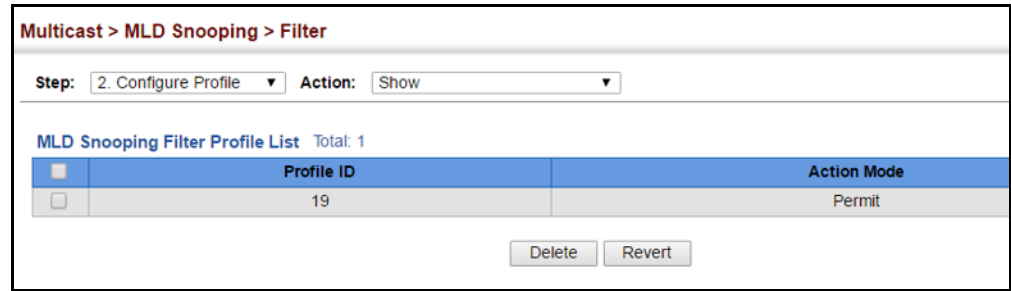 Multicast > MLD Snooping > Filter
Step: 2. Configure Profile Action: Show
MLD Snooping Filter Profile List Total: 1
Profile ID Action Mode
19 Permit
Delete Revert